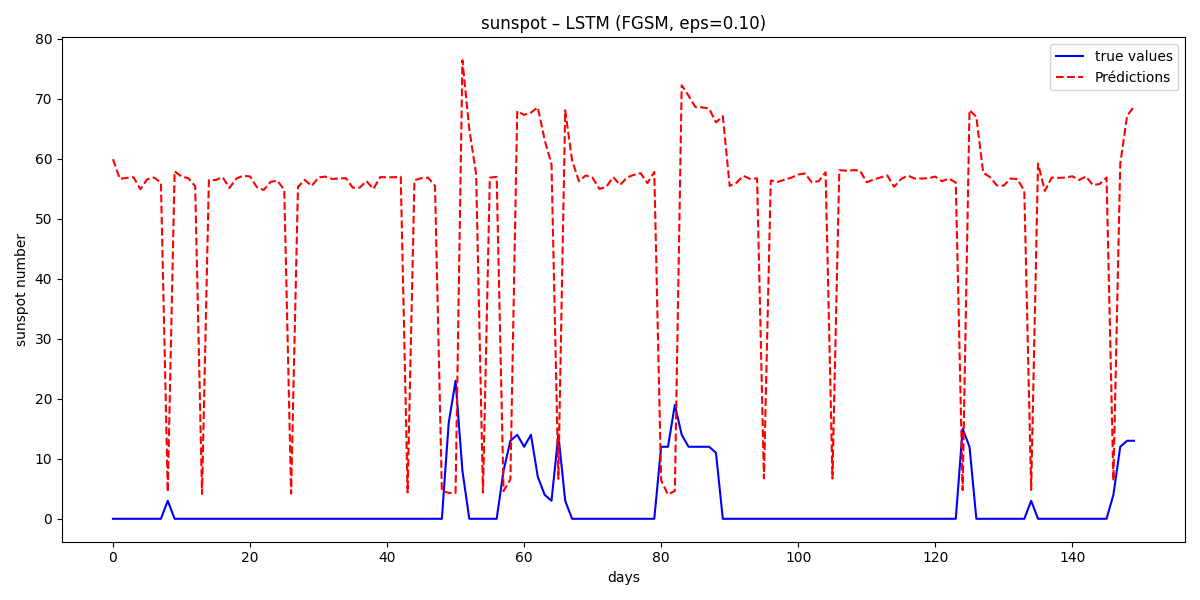 sunspot – LSTM (FGSM, eps=0.10)
80
70
60
50
40
30
20
10
0
sunspot number
true values
Prédictions
0 20 40 60 80 100 120 140
days